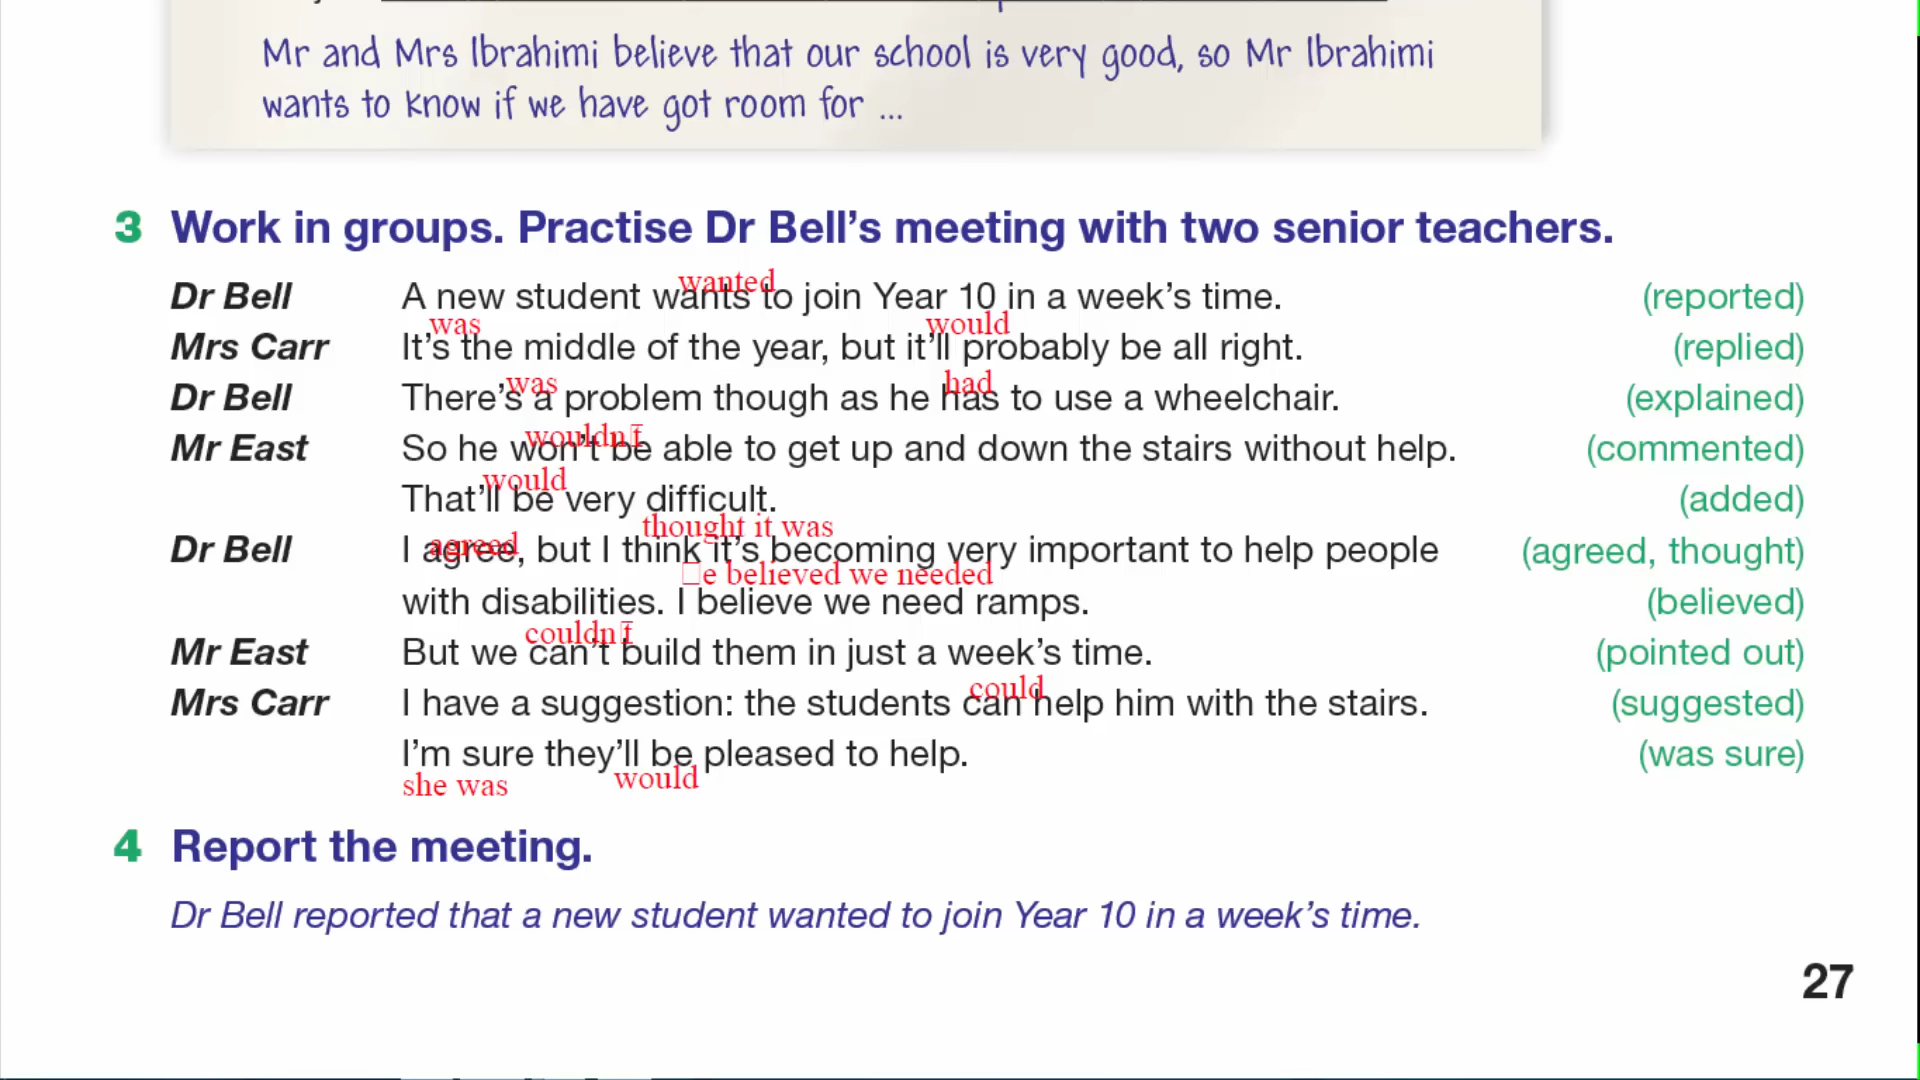 Mr and Mrs Ibrahimi believe that our school is very good, so Mr Ibrahimi
wants to know if we have got room for ...
3 Work in groups. Practise Dr Bell's meeting with two senior teachers.
wanted
Dr Bell A new student wants to join Year 10 in a week's time. (reported)
was would
Mrs Carr It's the middle of the year, but it'll probably be all right. (replied)
was had
Dr Bell There's a problem though as he has to use a wheelchair. (explained)
wouldn't
Mr East So he won't be able to get up and down the stairs without help. (commented)
would
That'll be very difficult. (added)
agreed thought it was
Dr Bell I agree, but I think it's becoming very important to help people (agreed, thought)
e believed we needed
with disabilities. I believe we need ramps. (believed)
couldn't
Mr East But we can't build them in just a week's time. (pointed out)
could
Mrs Carr I have a suggestion: the students can help him with the stairs. (suggested)
I'm sure they'll be pleased to help. (was sure)
she was would
4 Report the meeting.
Dr Bell reported that a new student wanted to join Year 10 in a week's time.
27